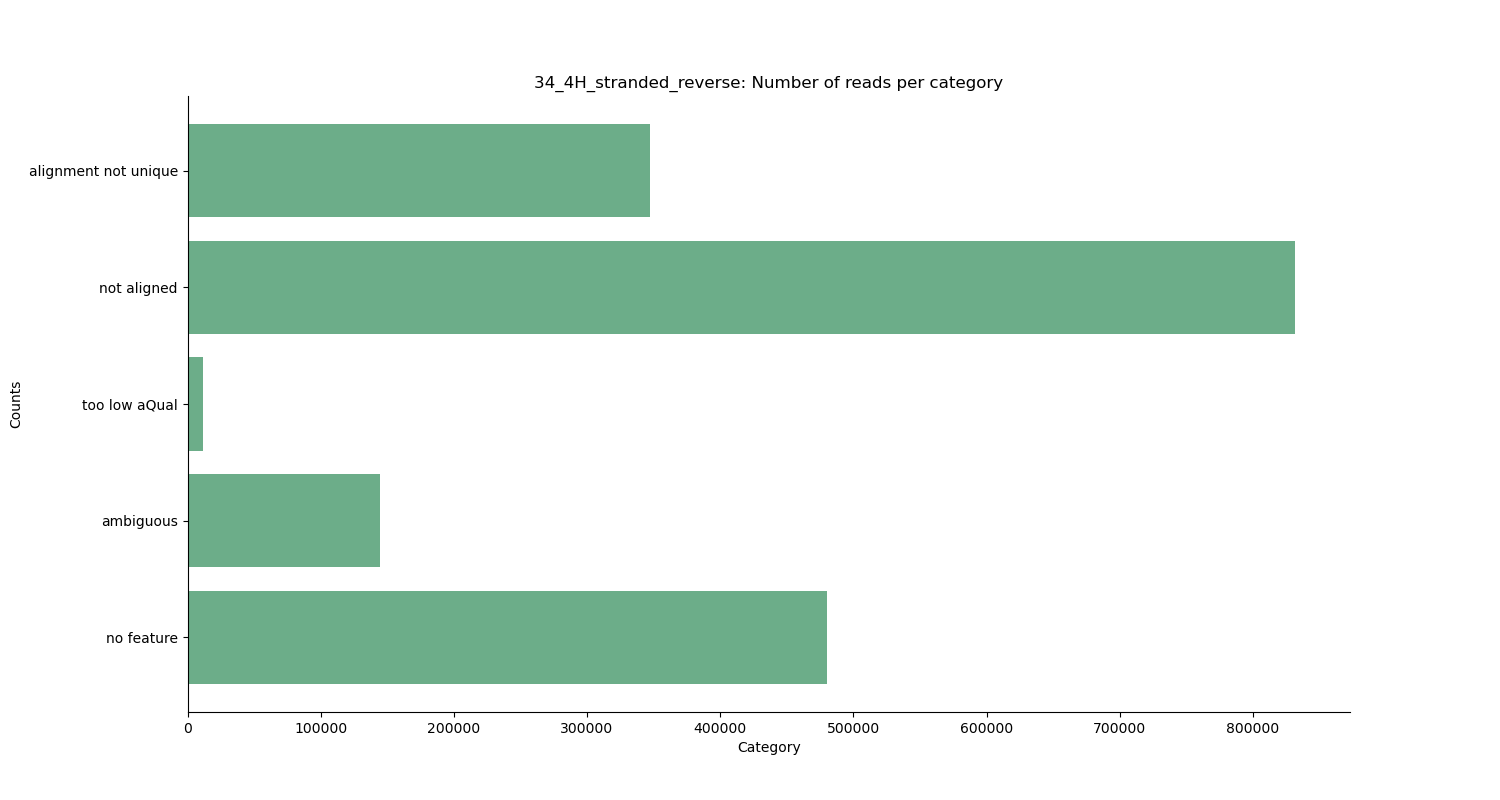 34_4H_stranded_reverse: Number of reads per category
alignment not unique
not aligned
too low aQual
ambiguous
no feature
Counts
0 100000 200000 300000 400000 500000 600000 700000 800000
Category